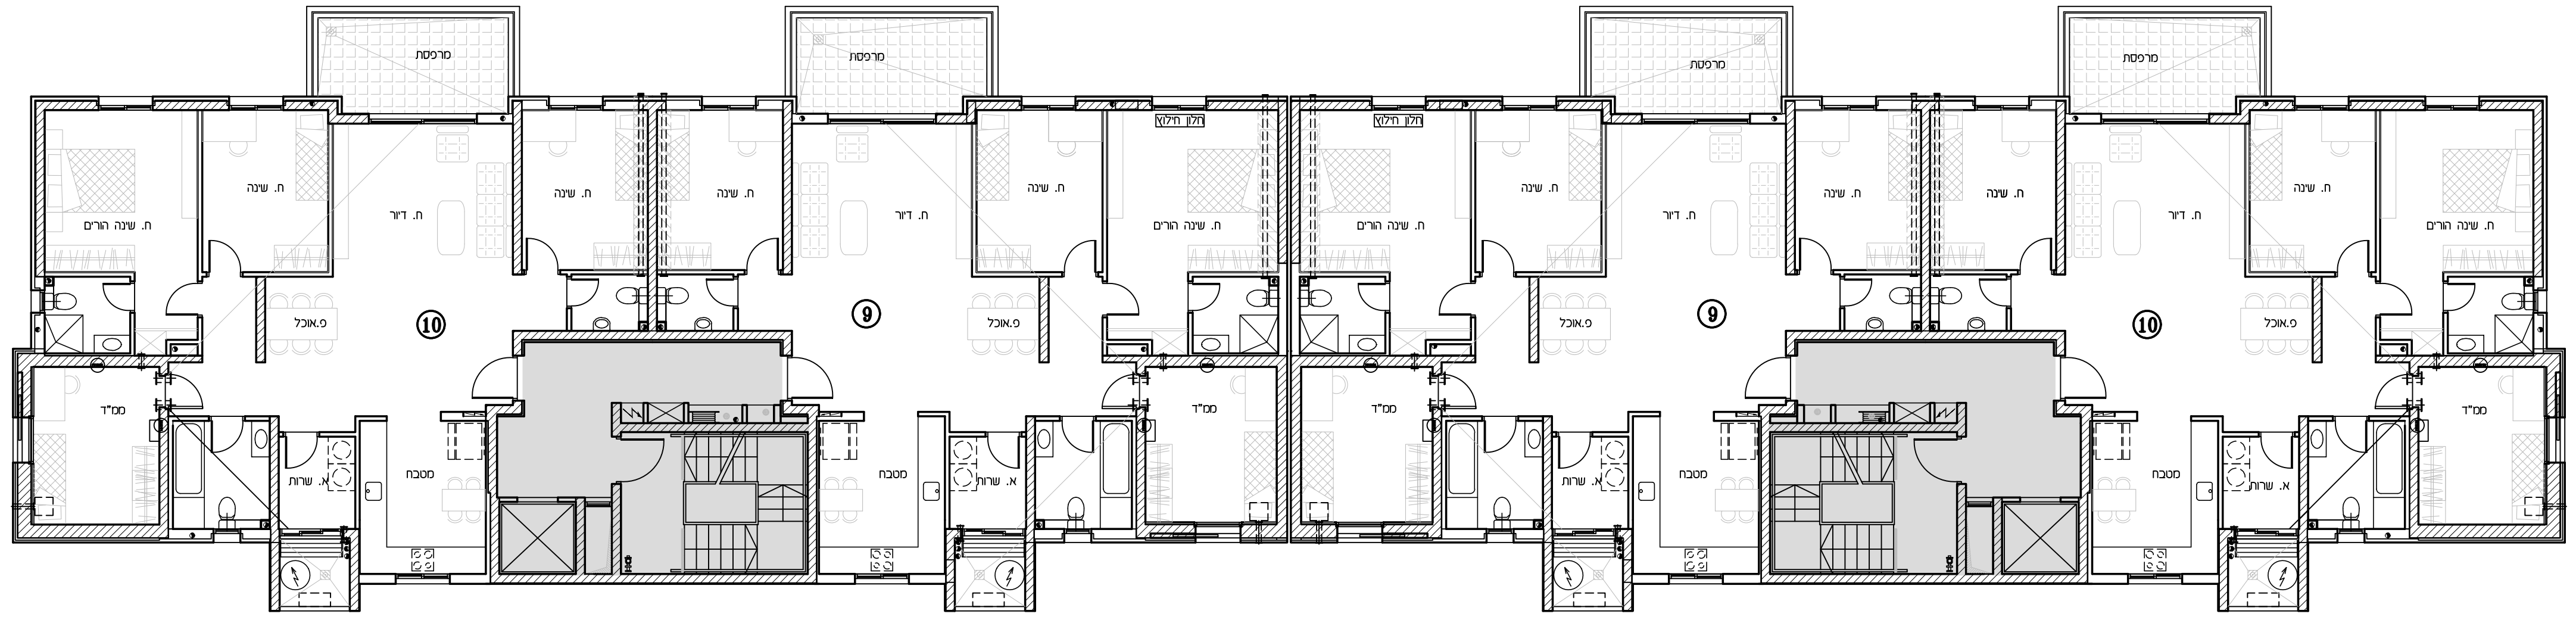 מרפסת
מרפסת
מרפסת
מרפסת
חלון חילוץ
חלון חילוץ
ח. שינה הורים
ח. שינה
ח. דיור
ח. שינה
ח. שינה
ח. דיור
ח. שינה
ח. שינה הורים
ח. שינה הורים
ח. שינה
ח. דיור
ח. שינה
ח. שינה
ח. דיור
ח. שינה
ח. שינה הורים
פ.אוכל
10
9
פ.אוכל
פ.אוכל
9
10
פ.אוכל
ממ"ד
ממ"ד
ממ"ד
ממ"ד
א. שרות
מטבח
מטבח
א. שרות
א. שרות
מטבח
מטבח
א. שרות